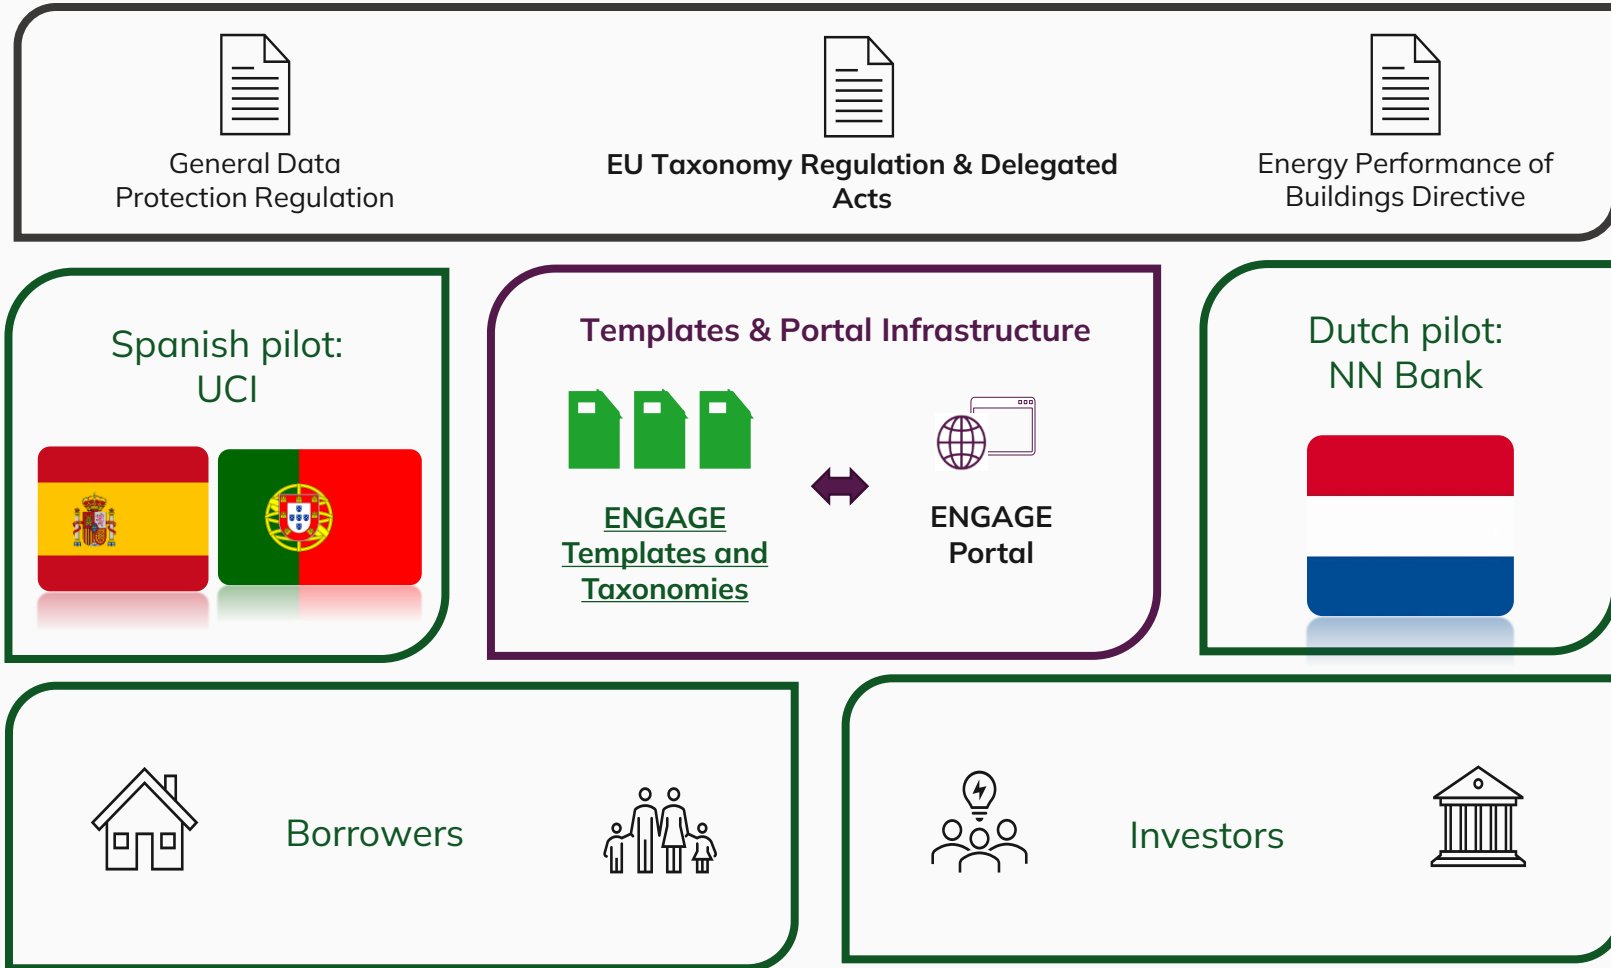 General Data
Protection Regulation
EU Taxonomy Regulation & Delegated
Acts
Energy Performance of
Buildings Directive
Spanish pilot:
UCI
Templates & Portal Infrastructure
ENGAGE
Templates and
Taxonomies
ENGAGE
Portal
Dutch pilot:
NN Bank
Borrowers
Investors